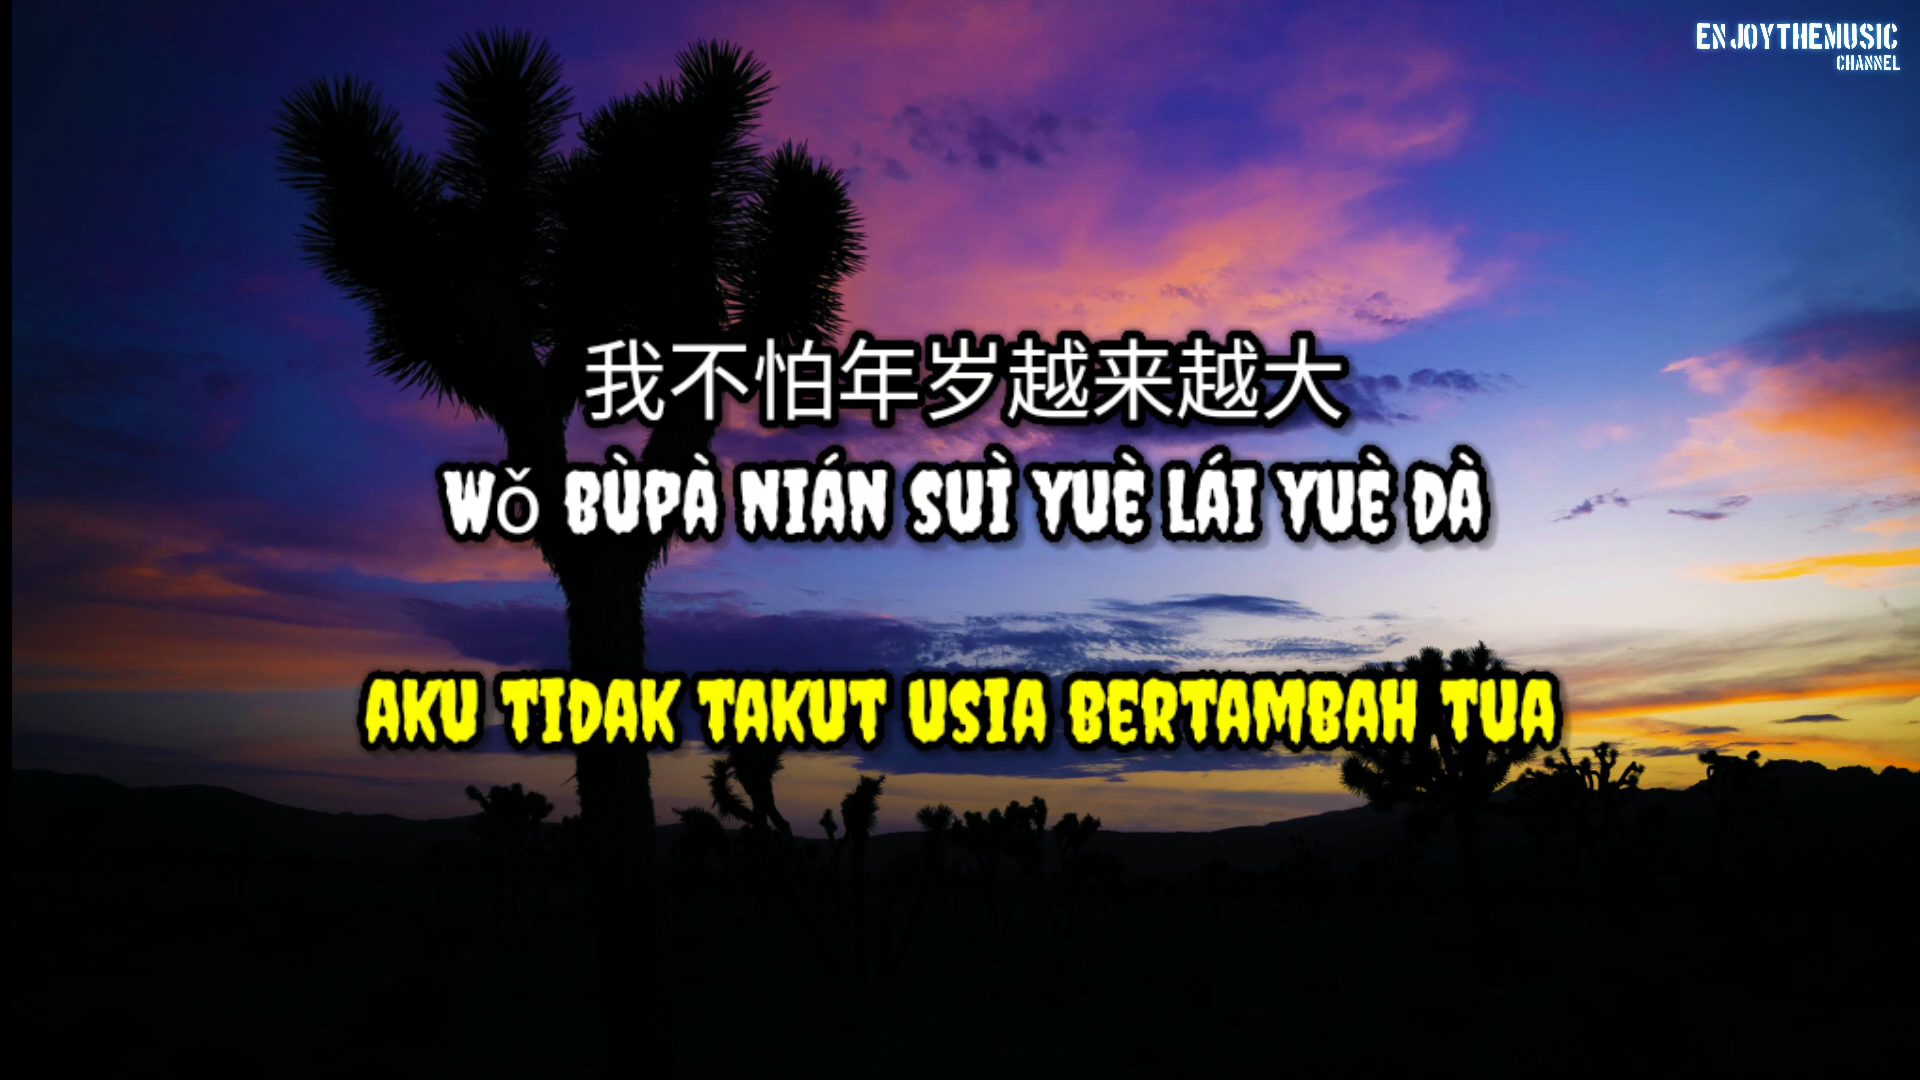 ENJOYTHEMUSIC
CHANNEL
我不怕年岁越来越大
WǑ BÙPÀ NIÁN SUÌ YUÈ LÁI YUÈ DÀ
AKU TIDAK TAKUT USIA BERTAMBAH TUA